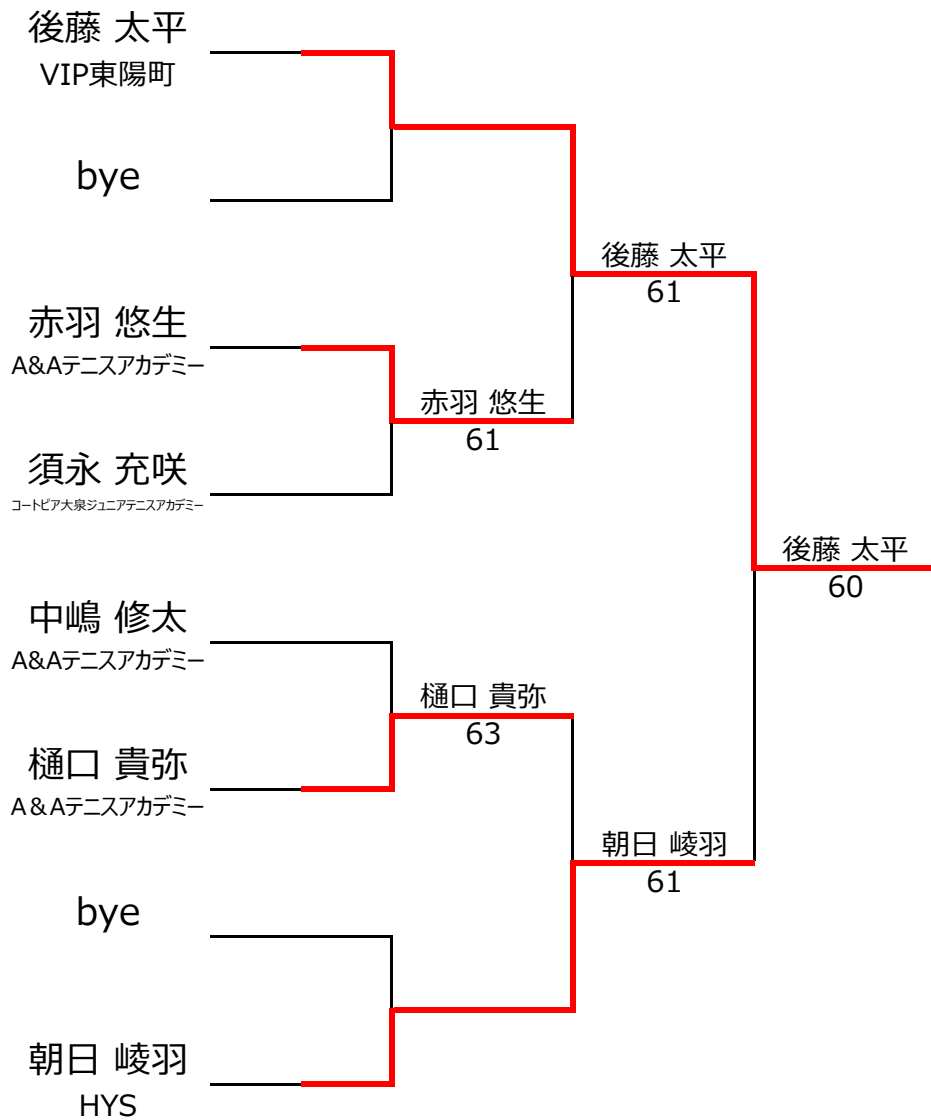 後藤 太平
VIP東陽町
bye
赤羽 悠生
A&Aテニスアカデミー
須永 充咲
コートピア大泉ジュニアテニスアカデミー
中嶋 修太
A&Aテニスアカデミー
樋口 貴弥
A＆Aテニスアカデミー
bye
朝日 崚羽
HYS
赤羽 悠生
61
樋口 貴弥
63
後藤 太平
61
朝日 崚羽
61
後藤 太平
60